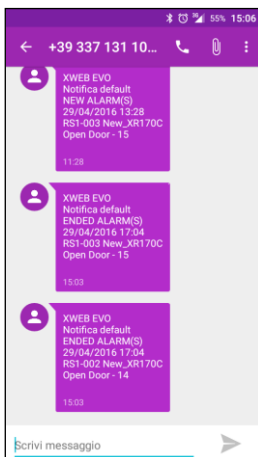 55% 15:06
+39 337 131 10...
XWEB EVO
Notifica default
NEW ALARM(S)
29/04/2016 13:28
RS1-003 New_XR170C
Open Door - 15
11:28
XWEB EVO
Notifica default
ENDED ALARM(S)
29/04/2016 17:04
RS1-003 New_XR170C
Open Door - 15
15:03
XWEB EVO
Notifica default
ENDED ALARM(S)
29/04/2016 17:04
RS1-002 New_XR170C
Open Door - 14
15:03
Scrivi messaggio